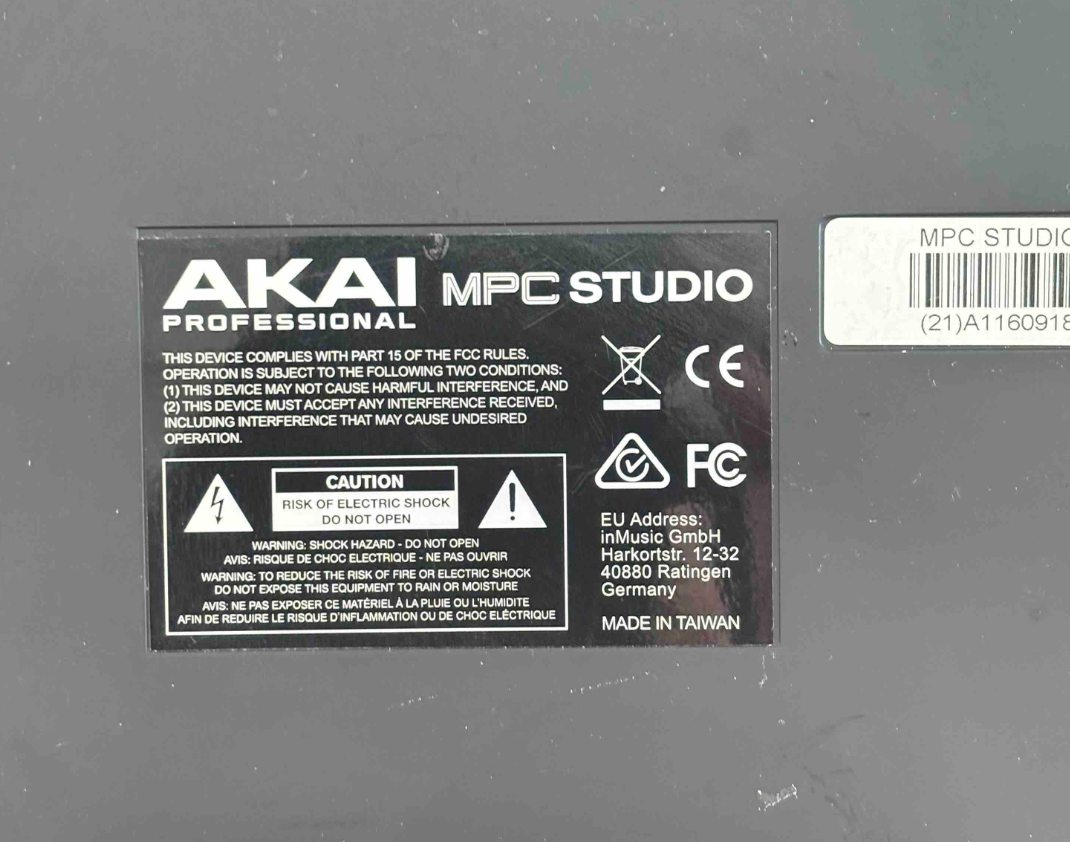 AKAI MPC STUDIO
PROFESSIONAL
THIS DEVICE COMPLIES WITH PART 15 OF THE FCC RULES.
OPERATION IS SUBJECT TO THE FOLLOWING TWO CONDITIONS:
(1) THIS DEVICE MAY NOT CAUSE HARMFUL INTERFERENCE, AND
(2) THIS DEVICE MUST ACCEPT ANY INTERFERENCE RECEIVED,
INCLUDING INTERFERENCE THAT MAY CAUSE UNDESIRED
OPERATION.
CE
FC
CAUTION
RISK OF ELECTRIC SHOCK
DO NOT OPEN
WARNING: SHOCK HAZARD - DO NOT OPEN
AVIS: RISQUE DE CHOC ELECTRIQUE - NE PAS OUVRIR
WARNING: TO REDUCE THE RISK OF FIRE OR ELECTRIC SHOCK
DO NOT EXPOSE THIS EQUIPMENT TO RAIN OR MOISTURE
AVIS: NE PAS EXPOSER CE MATÉRIEL À LA PLUIE OU L'HUMIDITE
AFIN DE REDUIRE LE RISQUE D'INFLAMMATION OU DE CHOC ELÉCTRIQUE
EU Address:
inMusic GmbH
Harkortstr. 12-32
40880 Ratingen
Germany
MADE IN TAIWAN
MPC STUDIO
(21)A1160918